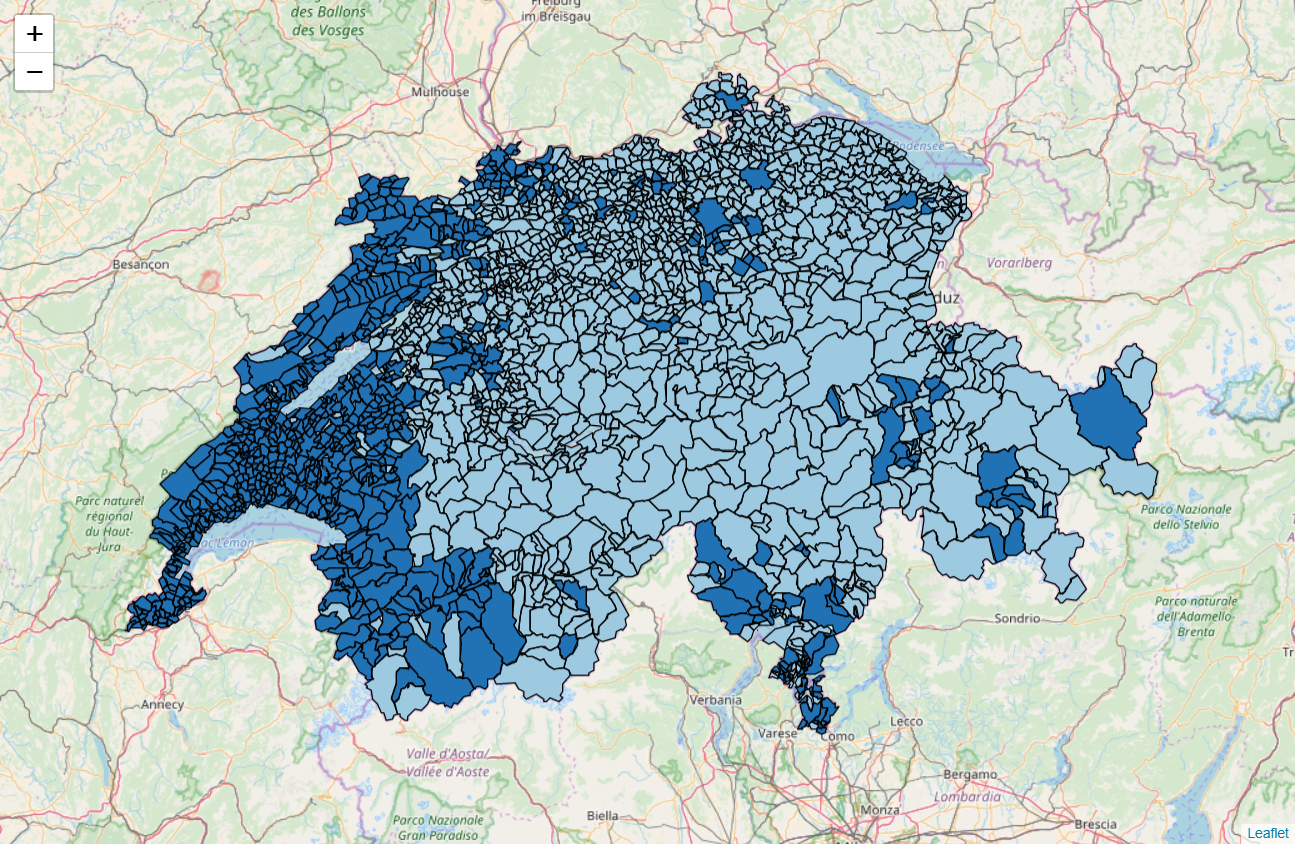 +
−
des Ballons
des Vosges
Freiburg
im Breisgau
Mulhouse
Bodensee
Besançon
Vorarlberg
duz
Parc naturel
régional
du Haut-
Jura
Parco Nazionale
dello Stelvio
Sondrio
Parco naturale
dell'Adamello-
Brenta
Annecy
Verbania
Lecco
Varese
Como
Valle d'Aosta/
Vallée d'Aoste
Bergamo
Lombardia
Biella
Monza
Brescia
Parco Nazionale
Gran Paradiso
Leaflet